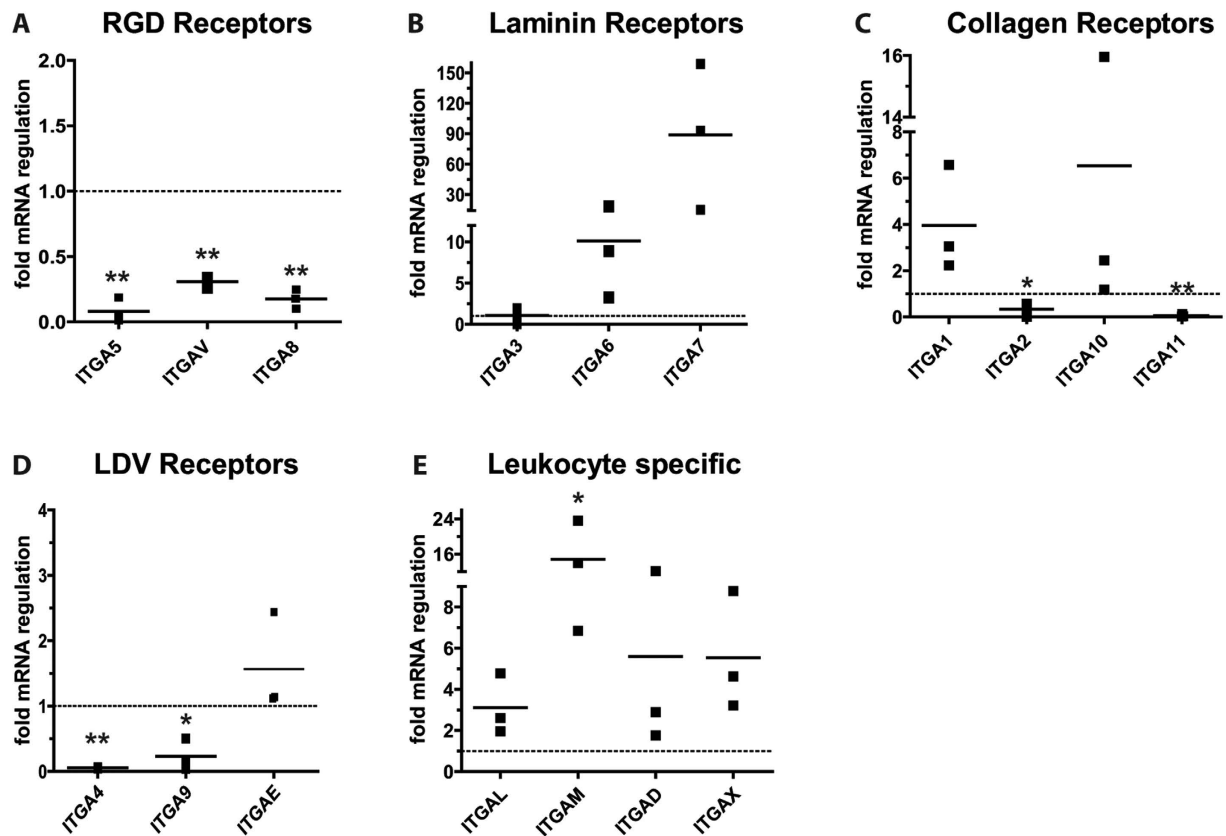 A RGD Receptors
fold mRNA regulation
2.0
1.5
1.0
0.5
0.0
**
**
**
ITGA5
ITGAV
ITGA8
B Laminin Receptors
fold mRNA regulation
150
120
90
60
30
10
5
0
ITGA3
ITGA6
ITGA7
C Collagen Receptors
fold mRNA regulation
16
14
8
6
4
2
0
*
**
ITGA1
ITGA2
ITGA10
ITGA11
D LDV Receptors
fold mRNA regulation
4
3
2
1
0
**
*
ITGA4
ITGA9
ITGAE
E Leukocyte specific
fold mRNA regulation
24
16
8
6
4
2
0
*
ITGAL
ITGAM
ITGAD
ITGAX